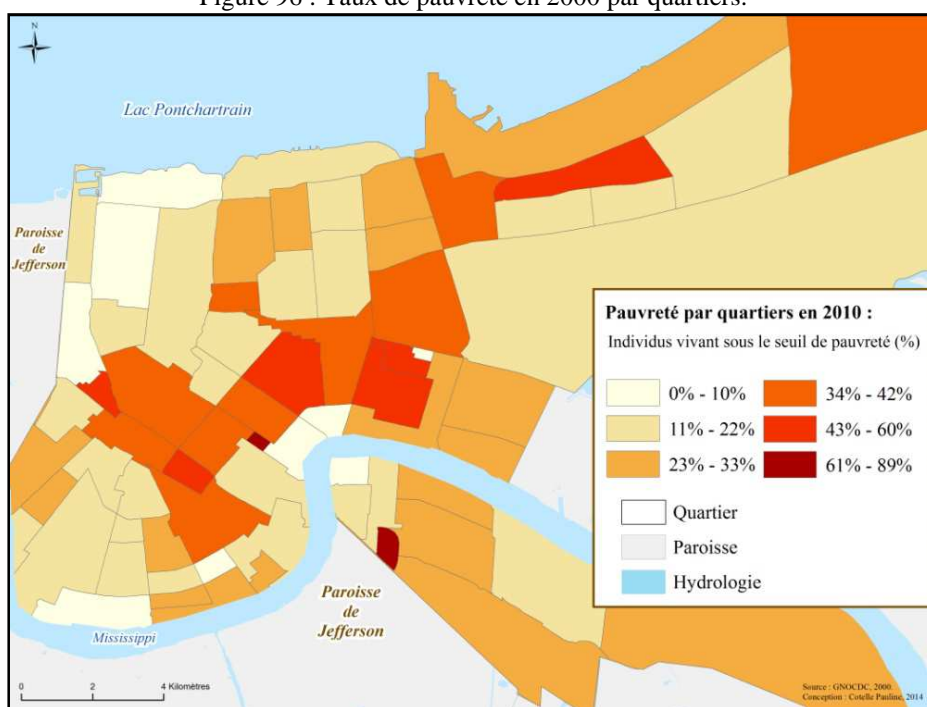 Figure 96 : Taux de pauvreté en 2000 par quartiers.
N
Lac Pontchartrain
Paroisse
de
Jefferson
Pauvreté par quartiers en 2010 :
Individus vivant sous le seuil de pauvreté (%)
0% - 10%
34% - 42%
11% - 22%
43% - 60%
23% - 33%
61% - 89%
Quartier
Paroisse
Hydrologie
Paroisse
de
Jefferson
Mississippi
0 2 4 Kilomètres
Source : GNOCDC, 2000.
Conception : Cotelle Pauline, 2014